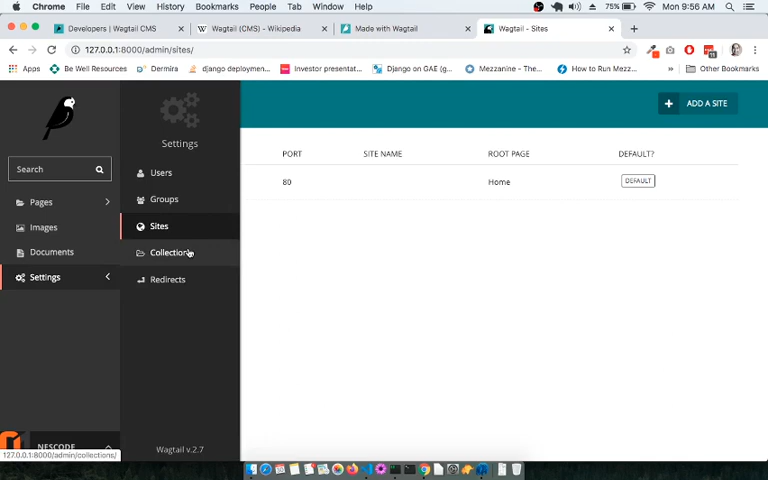 Chrome File Edit View History Bookmarks People Tab Window Help 75% Mon 9:56 AM
Developers | Wagtail CMS Wagtail (CMS) - Wikipedia Made with Wagtail Wagtail - Sites
127.0.0.1:8000/admin/sites/
Apps Be Well Resources Dermira django deploymen... Investor presentat... Django on GAE (g... Mezzanine - The... How to Run Mezz... » Other Bookmarks
Settings
ADD A SITE
Search
PORT SITE NAME ROOT PAGE DEFAULT?
80 Home DEFAULT
Pages
Images
Documents
Settings
Users
Groups
Sites
Collections
Redirects
NESCODE
Wagtail v.2.7
127.0.0.1:8000/admin/collections/